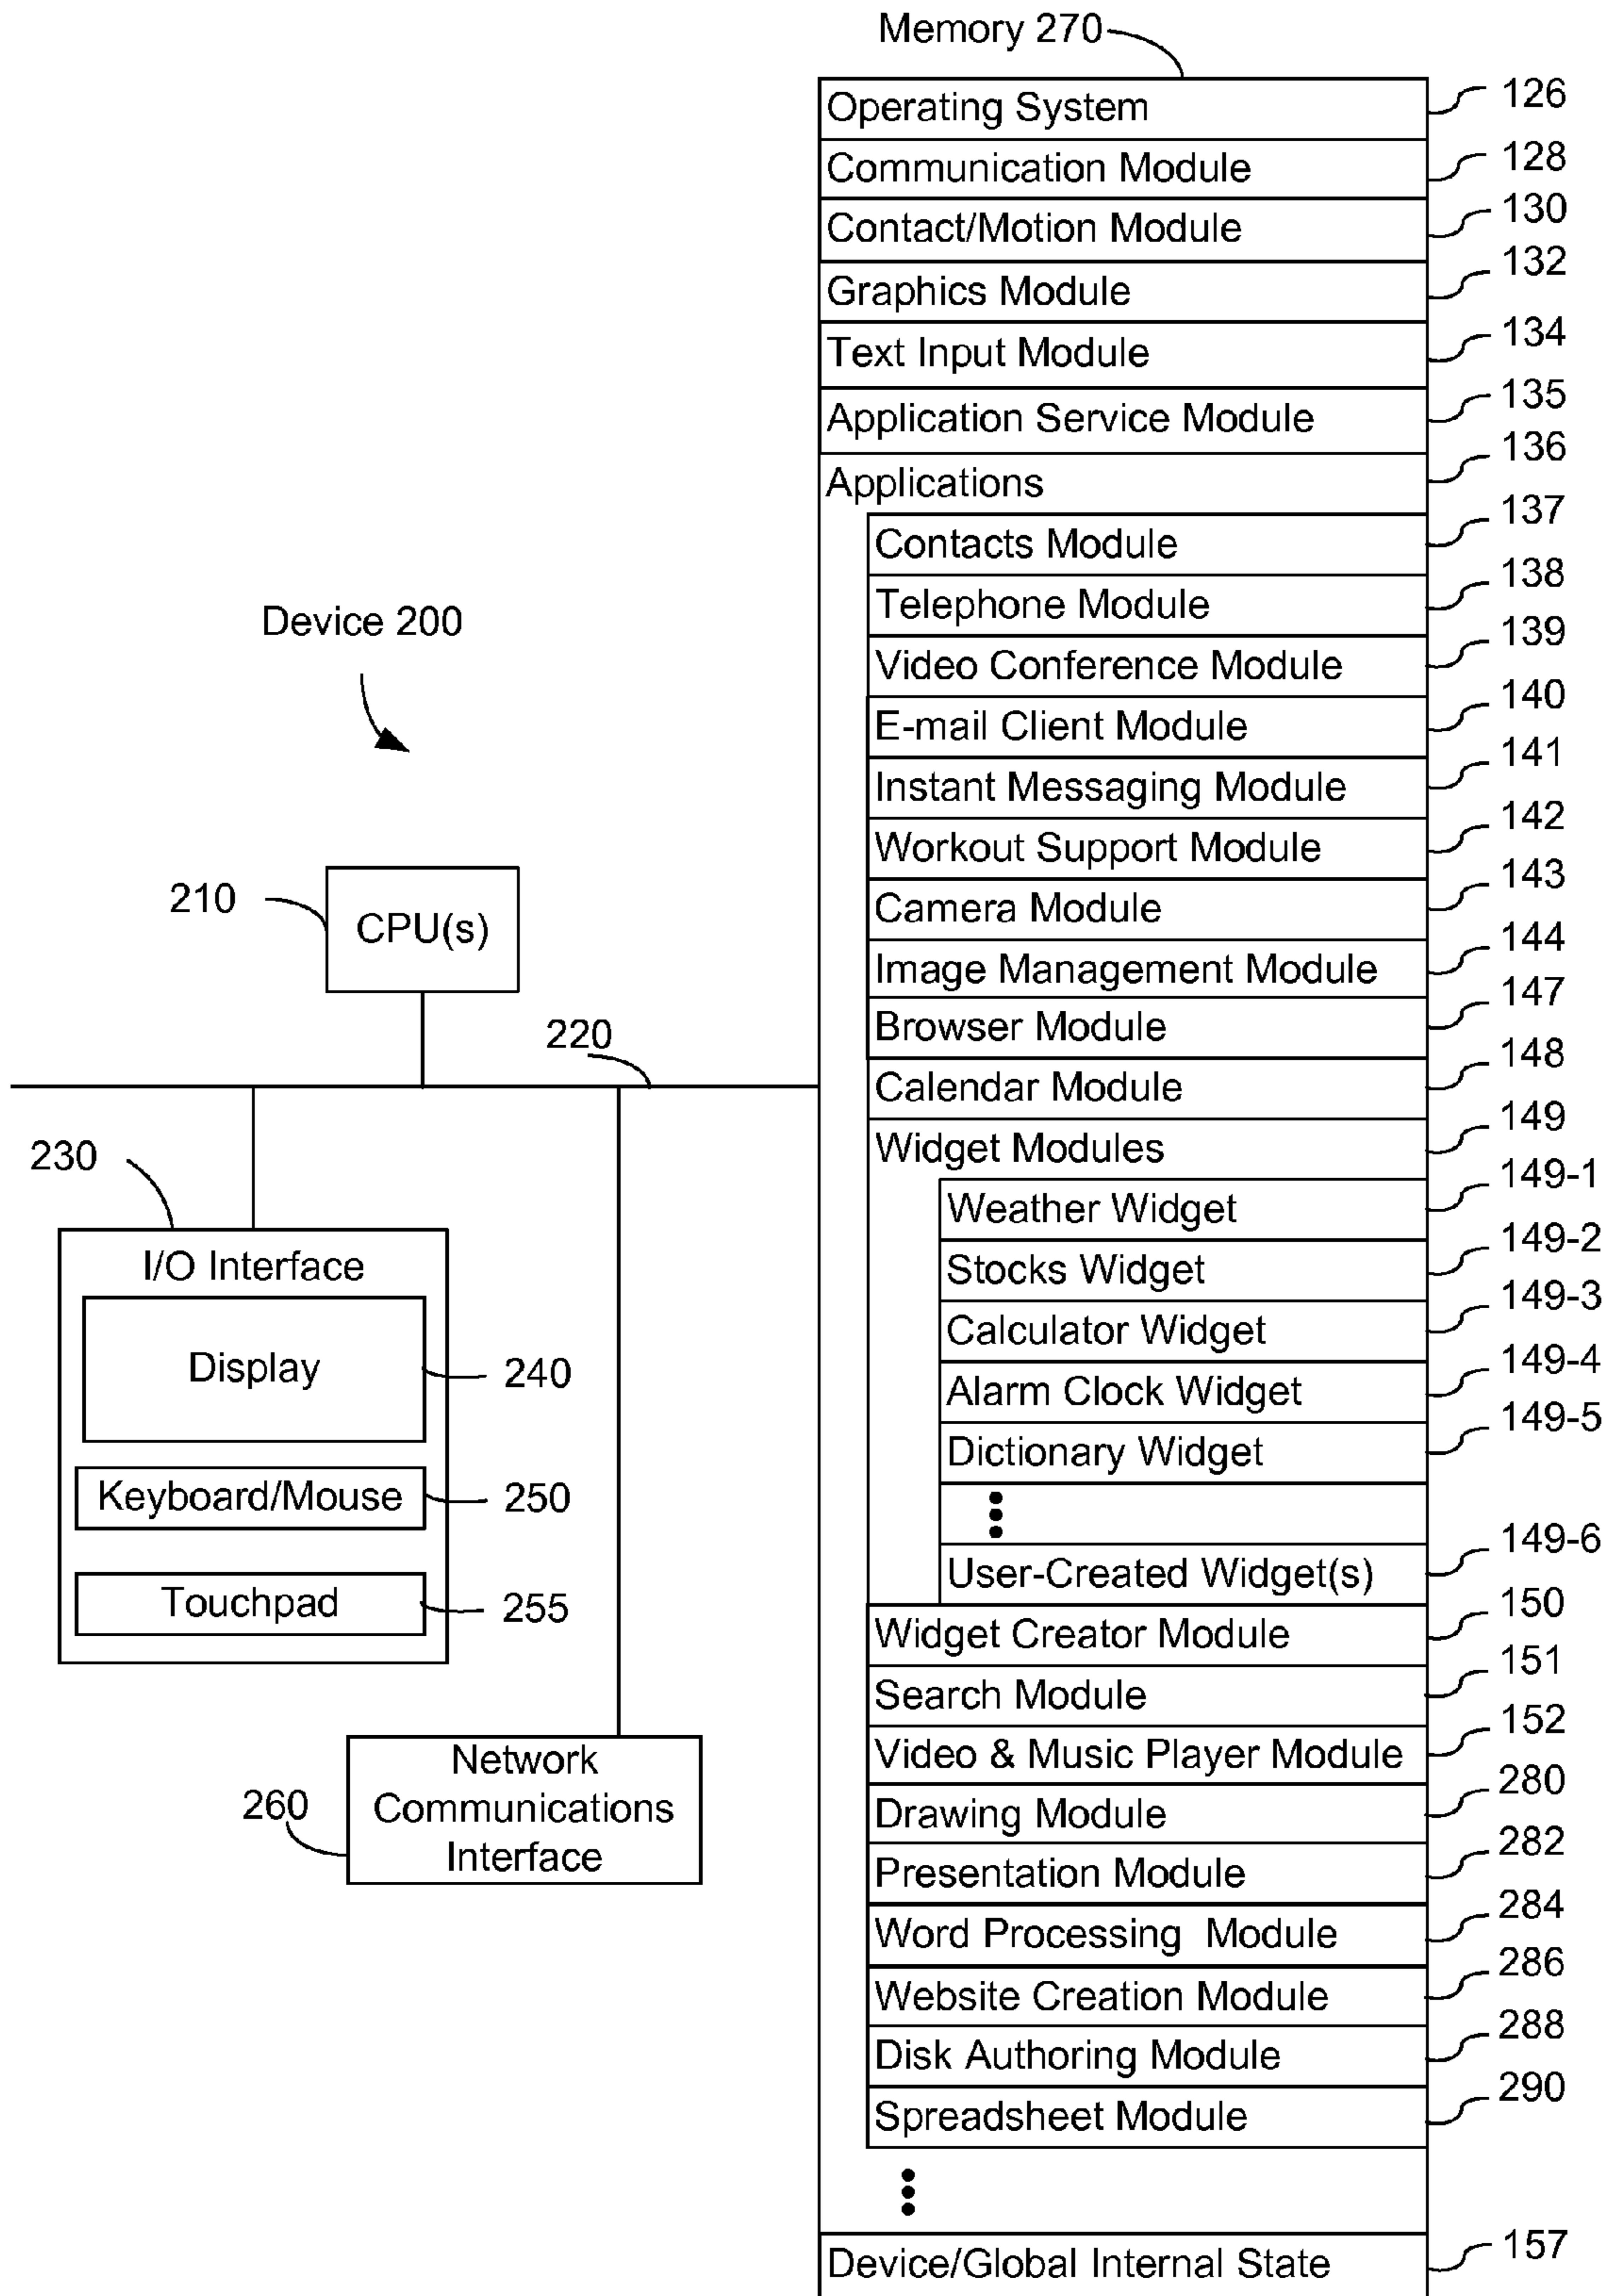 Memory 270
Operating System 126
Communication Module 128
Contact/Motion Module 130
Graphics Module 132
Text Input Module 134
Application Service Module 135
Applications 136
Contacts Module 137
Telephone Module 138
Video Conference Module 139
E-mail Client Module 140
Instant Messaging Module 141
Workout Support Module 142
Camera Module 143
Image Management Module 144
Browser Module 147
Calendar Module 148
Widget Modules 149
Weather Widget 149-1
Stocks Widget 149-2
Calculator Widget 149-3
Alarm Clock Widget 149-4
Dictionary Widget 149-5
User-Created Widget(s) 149-6
Widget Creator Module 150
Search Module 151
Video & Music Player Module 152
Drawing Module 280
Presentation Module 282
Word Processing Module 284
Website Creation Module 286
Disk Authoring Module 288
Spreadsheet Module 290
Device/Global Internal State 157
Device 200
210
CPU(s)
220
230
I/O Interface
Display 240
Keyboard/Mouse 250
Touchpad 255
260
Network
Communications
Interface